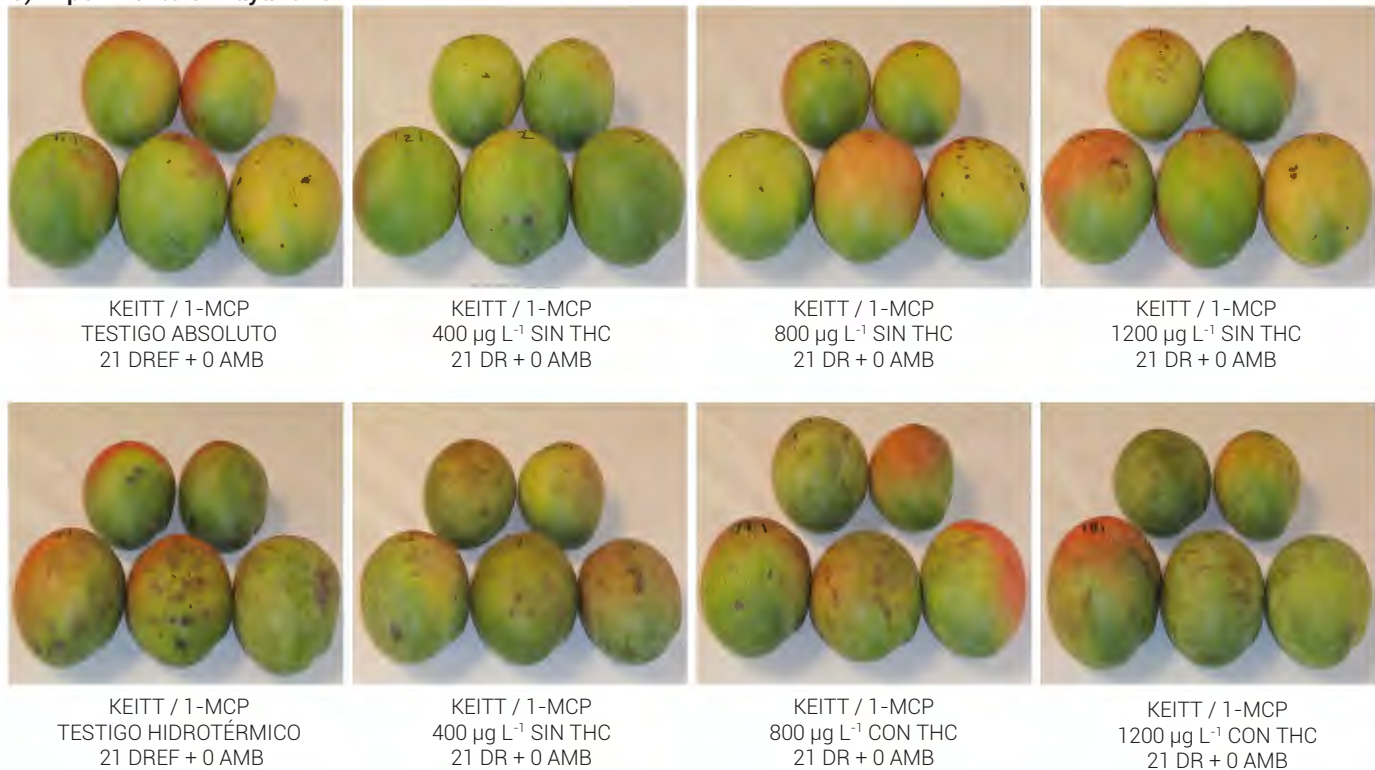 KEITT / 1-MCP
TESTIGO ABSOLUTO
21 DREF + 0 AMB
KEITT / 1-MCP
400 µg L⁻¹ SIN THC
21 DR + 0 AMB
KEITT / 1-MCP
800 µg L⁻¹ SIN THC
21 DR + 0 AMB
KEITT / 1-MCP
1200 µg L⁻¹ SIN THC
21 DR + 0 AMB
KEITT / 1-MCP
TESTIGO HIDROTÉRMICO
21 DREF + 0 AMB
KEITT / 1-MCP
400 µg L⁻¹ SIN THC
21 DR + 0 AMB
KEITT / 1-MCP
800 µg L⁻¹ CON THC
21 DR + 0 AMB
KEITT / 1-MCP
1200 µg L⁻¹ CON THC
21 DR + 0 AMB